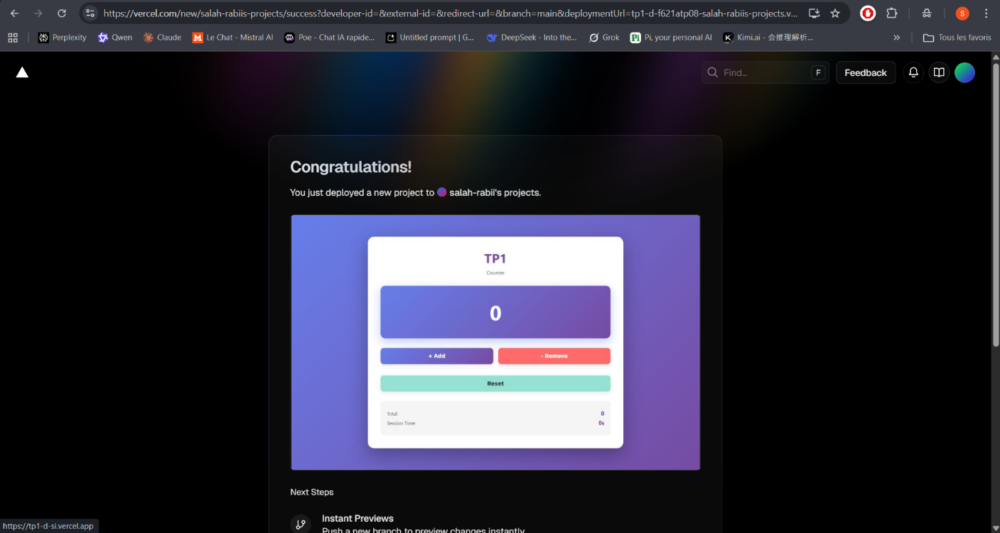 https://vercel.com/new/salah-rabiis-projects/success?developer-id=&external-id=&redirect-url=&branch=main&deploymentUrl=tp1-d-f621atp08-salah-rabiis-projects.v...
S
Perplexity
Qwen
Claude
Le Chat - Mistral AI
Poe - Chat IA rapide...
Untitled prompt | G...
DeepSeek - Into the...
Grok
Pi, your personal AI
Kimi.ai - 会推理解析...
»
Tous les favoris
Find...
F
Feedback
Congratulations!
You just deployed a new project to salah-rabii's projects.
TP1
Counter
0
+ Add
- Remove
Reset
Total: 0
Session Time: 0s
Next Steps
Instant Previews
Push a new branch to preview changes instantly
https://tp1-d-si.vercel.app